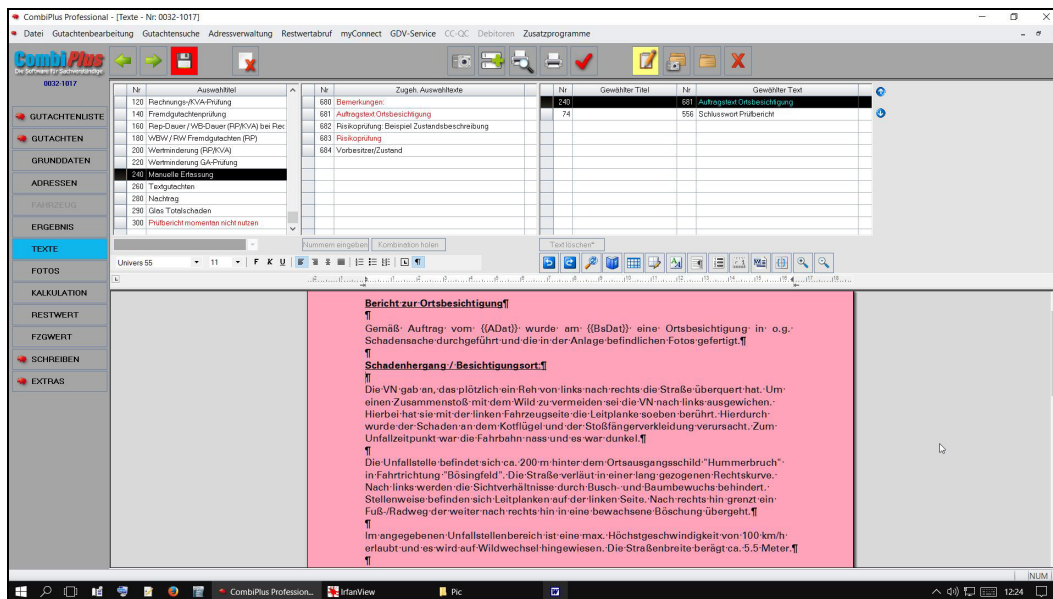 CombiPlus Professional - [Texte - Nr: 0032-1017]
Datei Gutachtenbearbeitung Gutachtensuche Adressverwaltung Restwertabruf myConnect GDV-Service CC-QC Debitoren Zusatzprogramme
CombiPlus
Die Software für Sachverständige
0032-1017
GUTACHTENLISTE
GUTACHTEN
GRUNDDATEN
ADRESSEN
FAHRZEUG
ERGEBNIS
TEXTE
FOTOS
KALKULATION
RESTWERT
FZGWERT
SCHREIBEN
EXTRAS
Nr Auswahltitel
120 Rechnungs-/KVA-Prüfung
140 Fremdgutachtenprüfung
160 Rep-Dauer / WB-Dauer (RP/KVA) bei Rec
180 WBW / RW Fremdgutachten (RP)
200 Wertminderung (RP/KVA)
220 Wertminderung GA-Prüfung
240 Manuelle Erfassung
260 Textgutachten
280 Nachtrag
290 Glas Totalschaden
300 Prüfbericht momentan nicht nutzen
Nr Zugeh. Auswahltexte
680 Bemerkungen:
681 Auftragstext Ortsbesichtigung
682 Risikoprüfung: Beispiel Zustandsbeschreibung
683 Risikoprüfung
684 Vorbesitzer/Zustand
Nr Gewählter Titel Nr Gewählter Text
240 681 Auftragstext Ortsbesichtigung
74 556 Schlusswort Prüfbericht
Nummern eingeben Kombination holen Text löschen*
Univers 55 11 F K U
Bericht zur Ortsbesichtigung¶
¶
Gemäß Auftrag vom {{ADat}} wurde am {{BsDat}} eine Ortsbesichtigung in o.g.
Schadensache durchgeführt und die in der Anlage befindlichen Fotos gefertigt.¶
¶
Schadenhergang / Besichtigungsort:¶
¶
Die VN gab an, das plötzlich ein Reh von links nach rechts die Straße überquert hat. Um
einen Zusammenstoß mit dem Wild zu vermeiden sei die VN nach links ausgewichen.
Hierbei hat sie mit der linken Fahrzeugseite die Leitplanke soeben berührt. Hierdurch
wurde der Schaden an dem Kotflügel und der Stoßfängerverkleidung verursacht. Zum
Unfallzeitpunkt war die Fahrbahn nass und es war dunkel.¶
¶
Die Unfallstelle befindet sich ca. 200 m hinter dem Ortsausgangsschild "Hummerbruch"
in Fahrtrichtung "Bösingfeld". Die Straße verläut in einer lang gezogenen Rechtskurve.
Nach links werden die Sichtverhältnisse durch Busch- und Baumbewuchs behindert.
Stellenweise befinden sich Leitplanken auf der linken Seite. Nach rechts hin grenzt ein
Fuß-/Radweg der weiter nach rechts hin in eine bewachsene Böschung übergeht.¶
¶
Im angegebenen Unfallstellenbereich ist eine max. Höchstgeschwindigkeit von 100 km/h
erlaubt und es wird auf Wildwechsel hingewiesen. Die Straßenbreite berägt ca. 5.5 Meter.¶
¶
NUM
CombiPlus Profession... IrfanView Pic 12:24